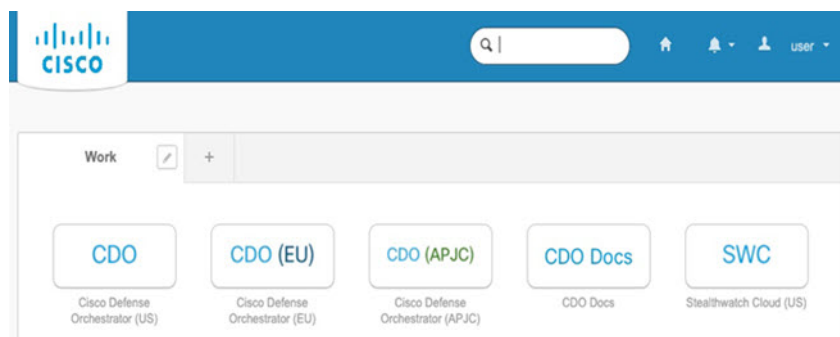 CISCO
user
Work
+
CDO
CDO (EU)
CDO (APJC)
CDO Docs
SWC
Cisco Defense
Orchestrator (US)
Cisco Defense
Orchestrator (EU)
Cisco Defense
Orchestrator (APJC)
CDO Docs
Stealthwatch Cloud (US)